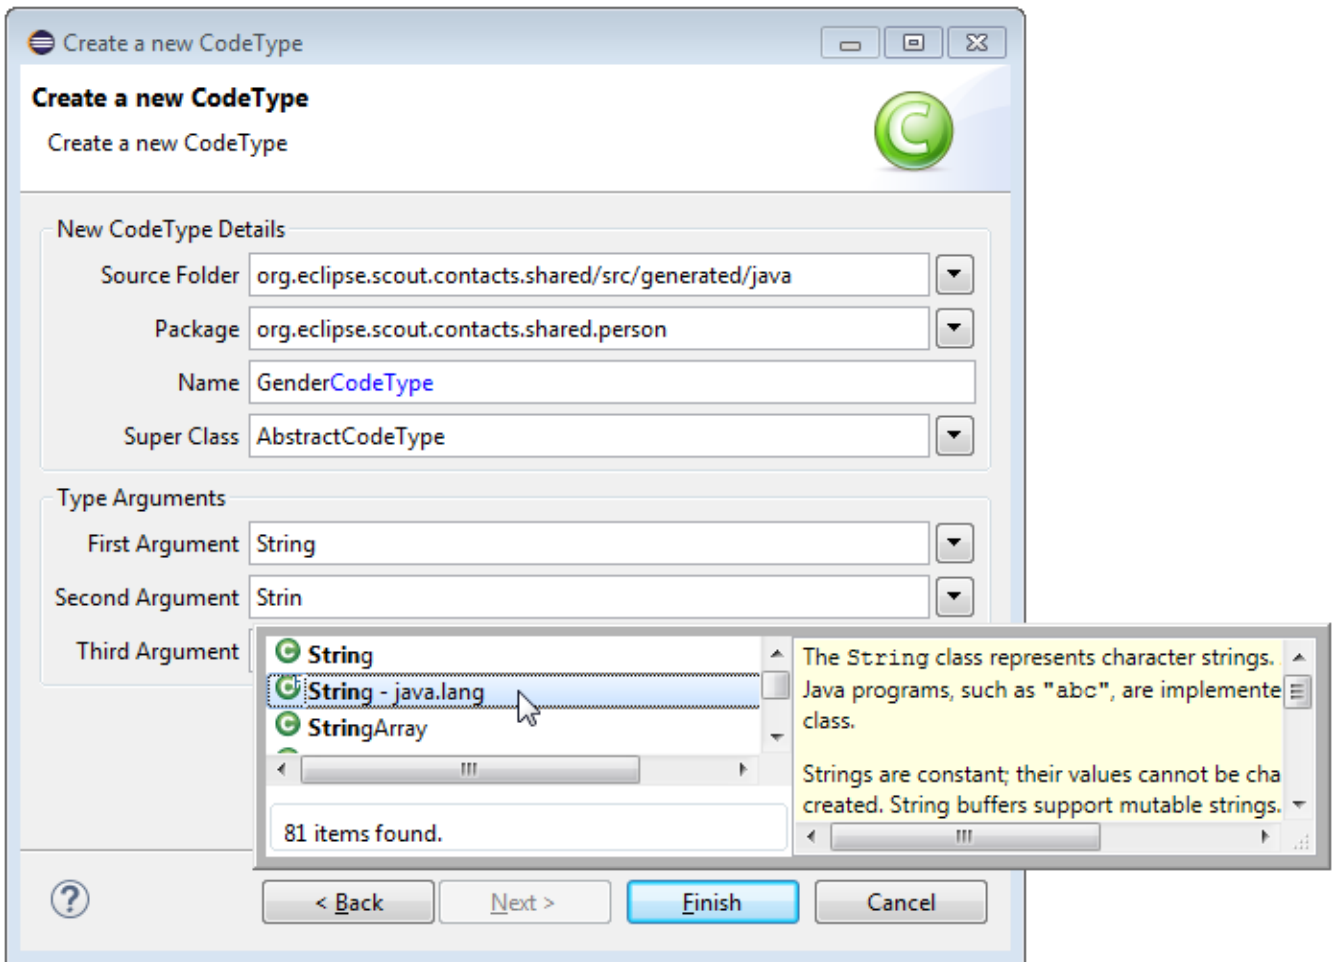 Create a new CodeType
Create a new CodeType
Create a new CodeType
New CodeType Details
Source Folder org.eclipse.scout.contacts.shared/src/generated/java
Package org.eclipse.scout.contacts.shared.person
Name GenderCodeType
Super Class AbstractCodeType
Type Arguments
First Argument String
Second Argument Strin
Third Argument
String
String - java.lang
StringArray
81 items found.
The String class represents character strings.
Java programs, such as "abc", are implemente
class.
Strings are constant; their values cannot be cha
created. String buffers support mutable strings.
< Back Next > Finish Cancel